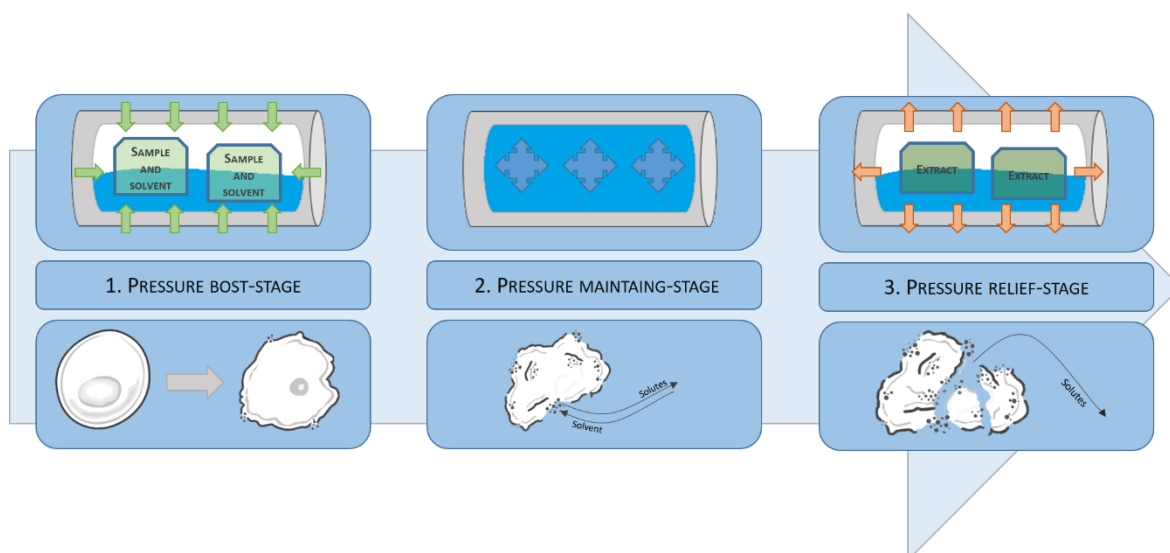 SAMPLE
AND
SOLVENT
SAMPLE
AND
SOLVENT
EXTRACT
EXTRACT
1. PRESSURE BOST-STAGE
2. PRESSURE MAINTAING-STAGE
3. PRESSURE RELIEF-STAGE
Solutes
Solvent
Solutes